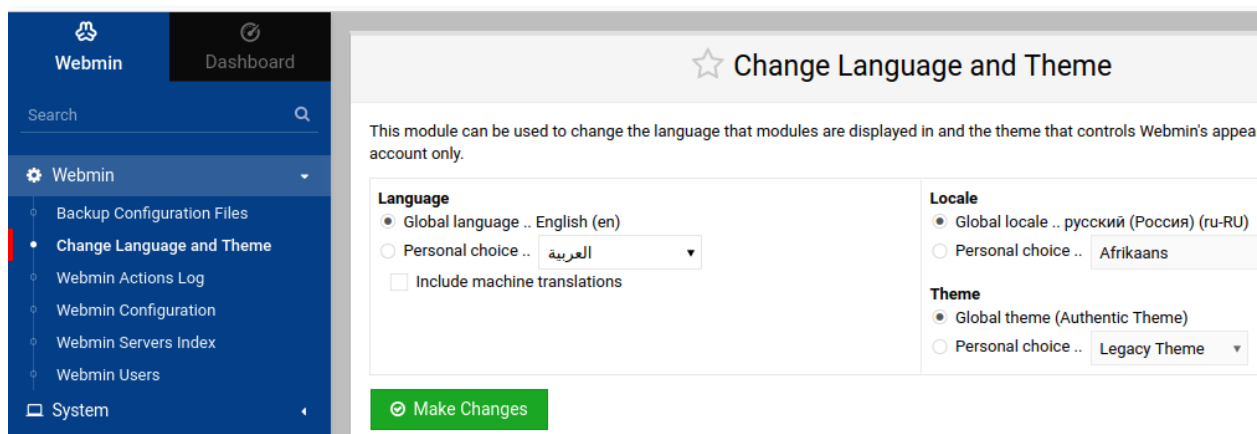 Webmin
Dashboard
Search
Webmin
Backup Configuration Files
Change Language and Theme
Webmin Actions Log
Webmin Configuration
Webmin Servers Index
Webmin Users
System
Change Language and Theme
This module can be used to change the language that modules are displayed in and the theme that controls Webmin's appea
account only.
Language
Global language .. English (en)
Personal choice .. العربية
Include machine translations
Locale
Global locale .. русский (Россия) (ru-RU)
Personal choice .. Afrikaans
Theme
Global theme (Authentic Theme)
Personal choice .. Legacy Theme
Make Changes